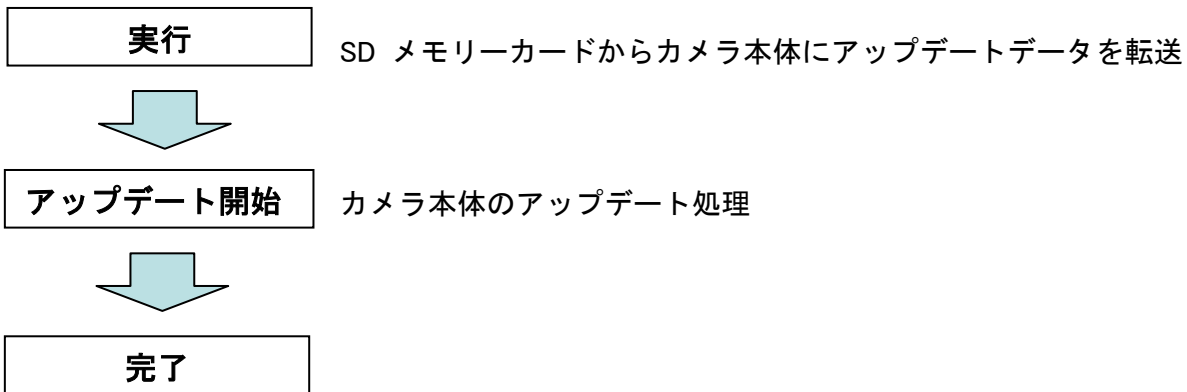 実行
SD メモリーカードからカメラ本体にアップデートデータを転送
アップデート開始
カメラ本体のアップデート処理
完了